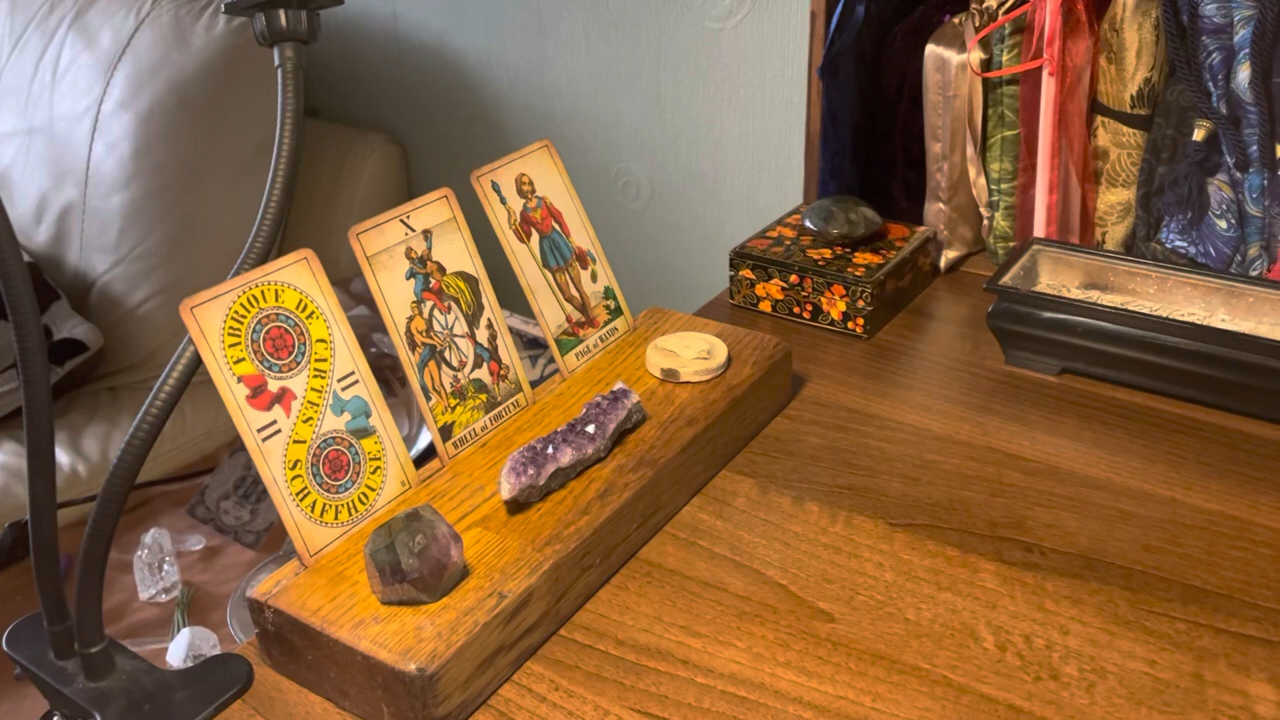 FABRIQUE DE
CARTES A
SCHAFFHOUSE
II
II
X
WHEEL of FORTUNE
PAGE of WANDS